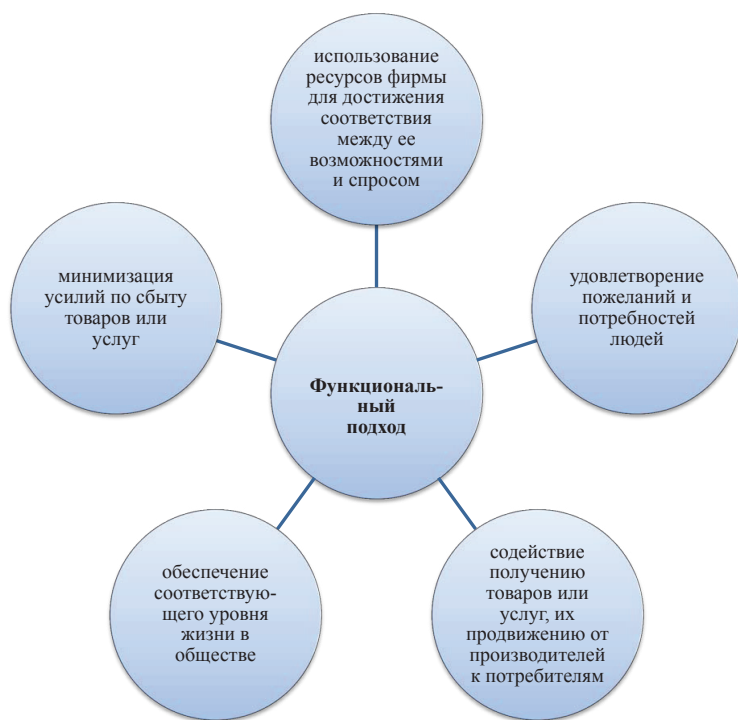 использование
ресурсов фирмы
для достижения
соответствия
между ее
возможностями
и спросом
удовлетворение
пожеланий и
потребностей
людей
содействие
получению
товаров или
услуг, их
продвижению от
производителей
к потребителям
обеспечение
соответствую-
щего уровня
жизни в
обществе
минимизация
усилий по сбыту
товаров или
услуг
Функциональ-
ный
подход